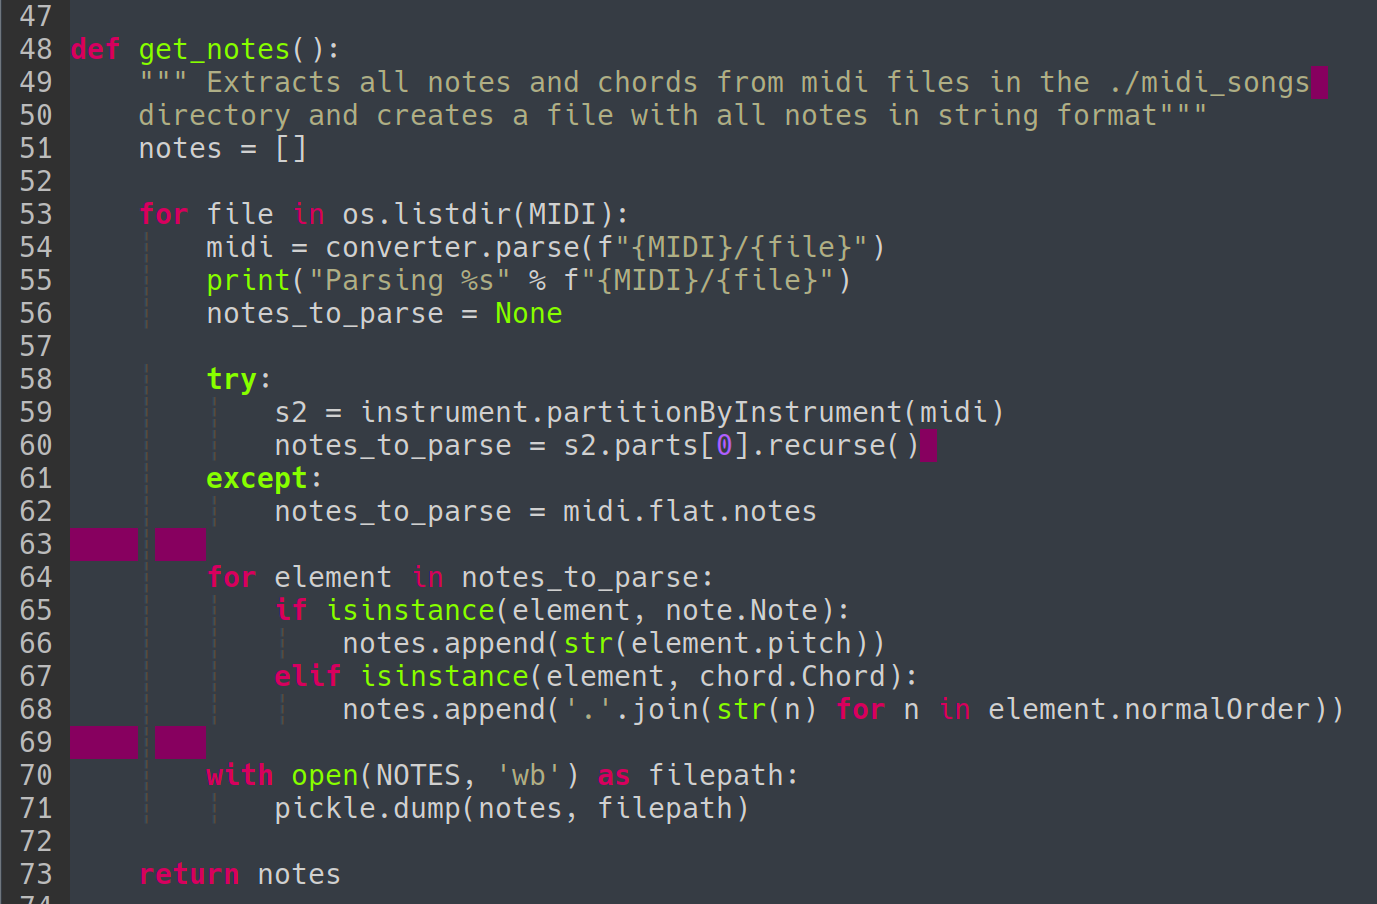 47
48 def get_notes():
49     """ Extracts all notes and chords from midi files in the ./midi_songs
50     directory and creates a file with all notes in string format"""
51     notes = []
52
53     for file in os.listdir(MIDI):
54         midi = converter.parse(f"{MIDI}/{file}")
55         print("Parsing %s" % f"{MIDI}/{file}")
56         notes_to_parse = None
57
58         try:
59             s2 = instrument.partitionByInstrument(midi)
60             notes_to_parse = s2.parts[0].recurse()
61         except:
62             notes_to_parse = midi.flat.notes
63
64         for element in notes_to_parse:
65             if isinstance(element, note.Note):
66                 notes.append(str(element.pitch))
67             elif isinstance(element, chord.Chord):
68                 notes.append('.'.join(str(n) for n in element.normalOrder))
69
70         with open(NOTES, 'wb') as filepath:
71             pickle.dump(notes, filepath)
72
73     return notes
74